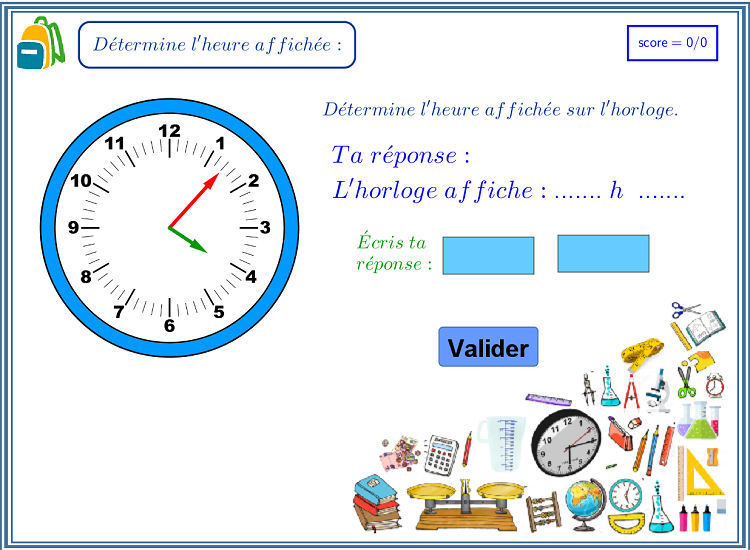 Détermine l'heure affichée :
score = 0/0
Détermine l'heure affichée sur l'horloge.
Ta réponse :
L'horloge affiche : ....... h .......
Écris ta
réponse :
Valider
12
1
2
3
4
5
6
7
8
9
10
11